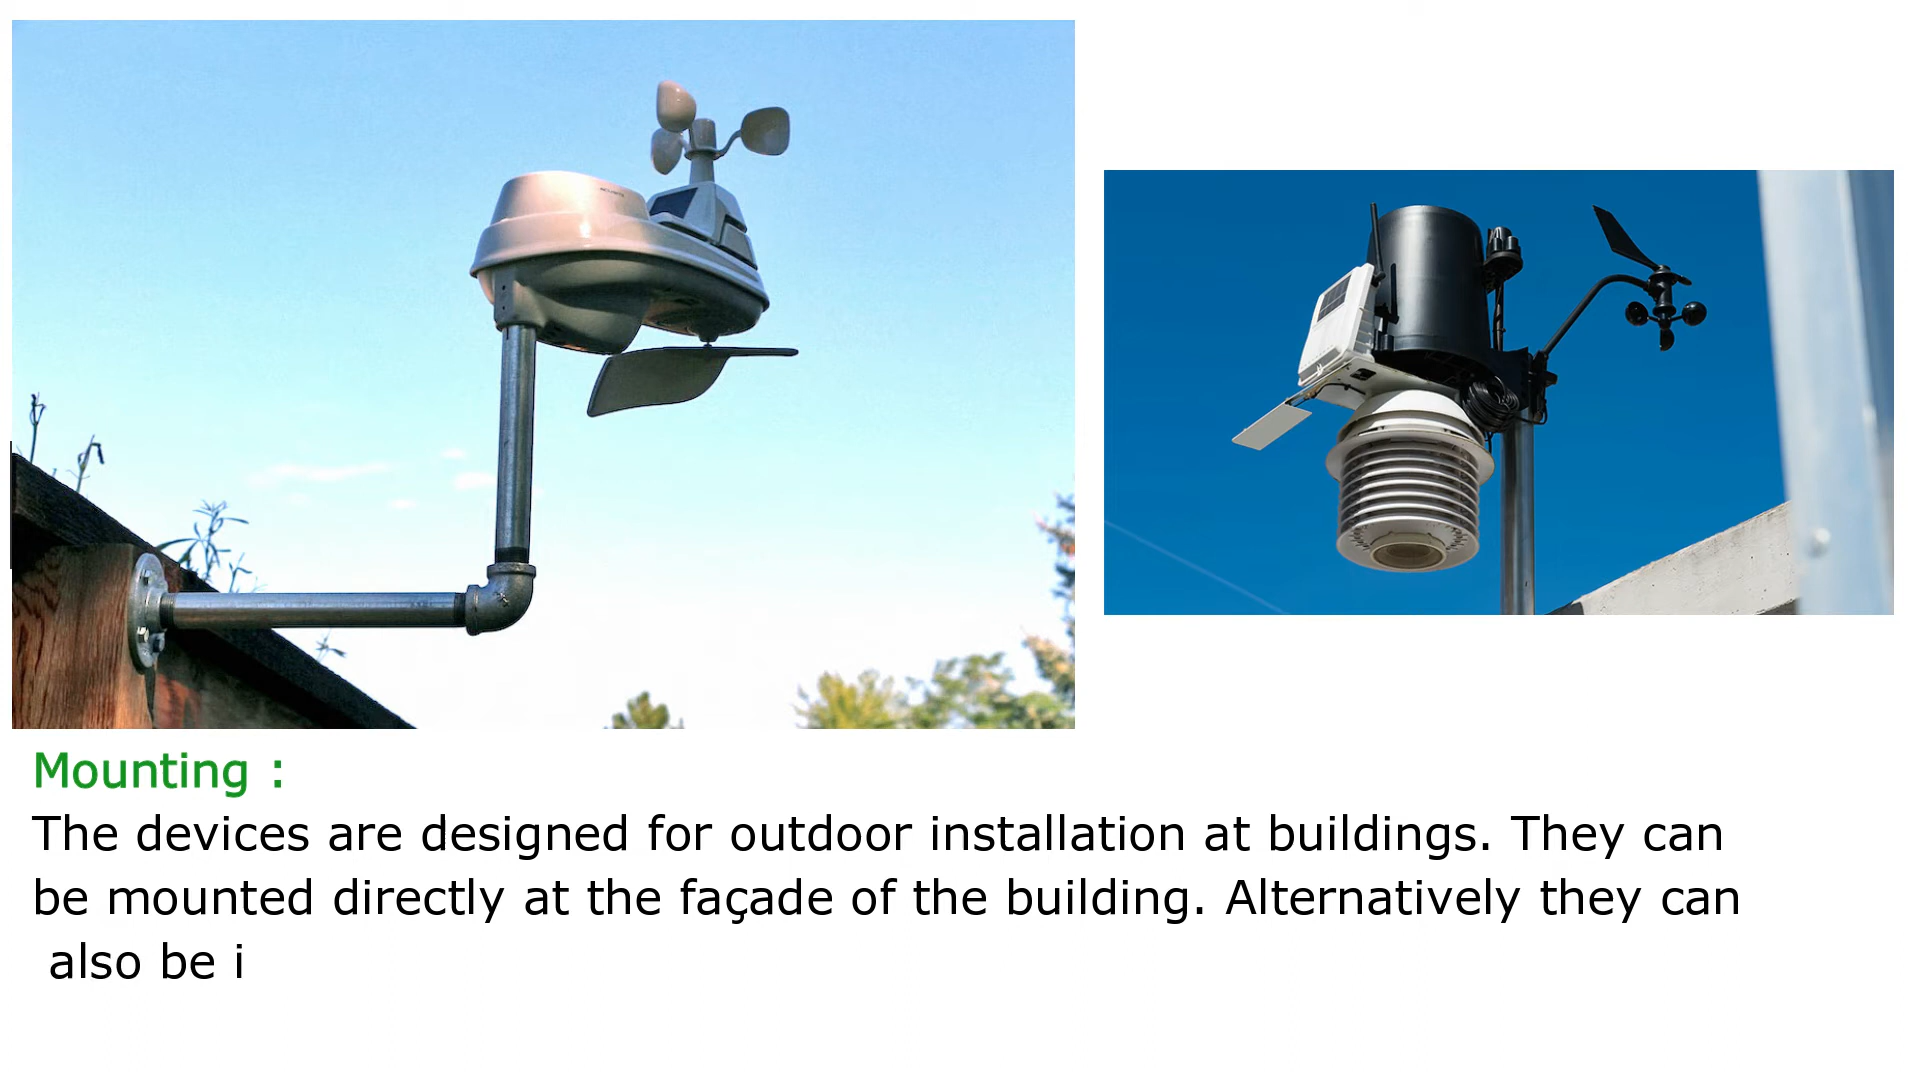 Mounting :
The devices are designed for outdoor installation at buildings. They can
be mounted directly at the façade of the building. Alternatively they can
also be i